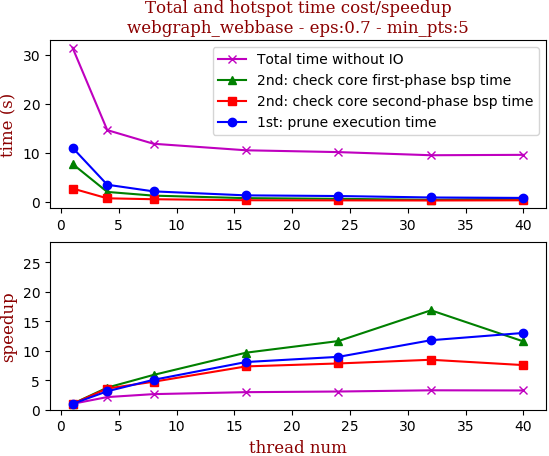 Total and hotspot time cost/speedup
webgraph_webbase - eps:0.7 - min_pts:5
time (s)
30
20
10
0
Total time without IO
2nd: check core first-phase bsp time
2nd: check core second-phase bsp time
1st: prune execution time
0 5 10 15 20 25 30 35 40
speedup
25
20
15
10
5
0
0 5 10 15 20 25 30 35 40
thread num